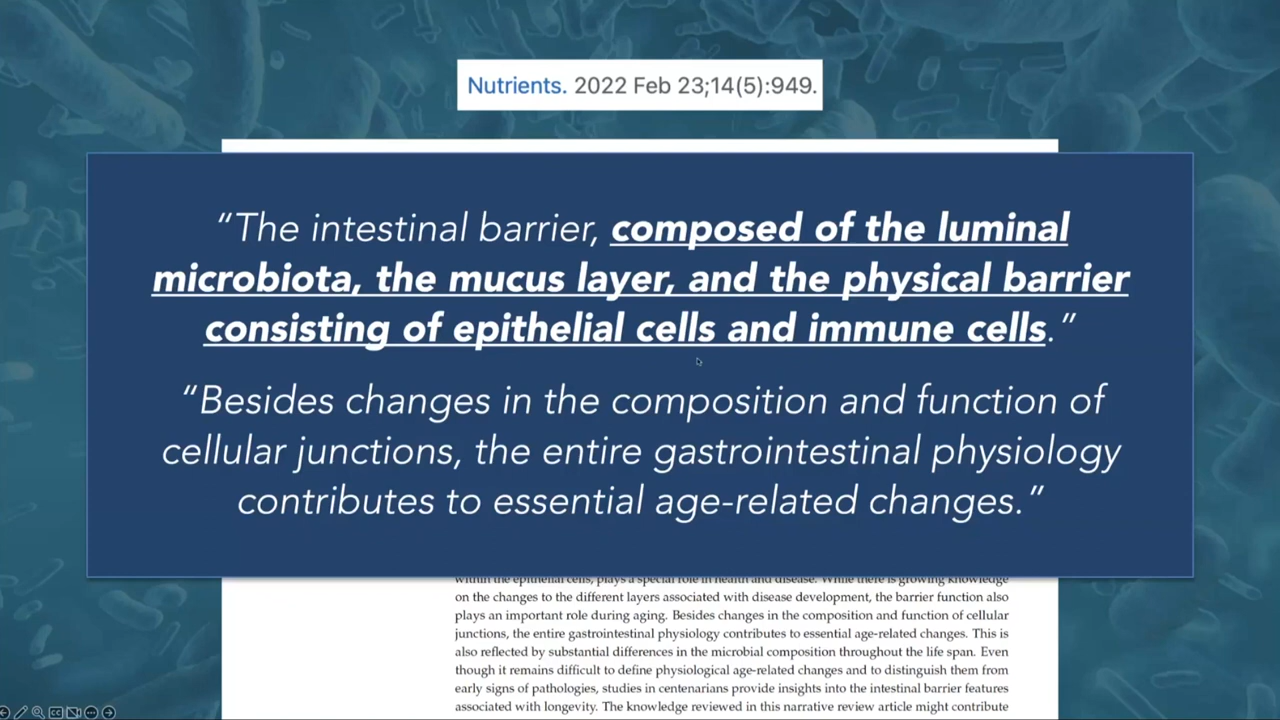 Nutrients. 2022 Feb 23;14(5):949.
“The intestinal barrier, composed of the luminal
microbiota, the mucus layer, and the physical barrier
consisting of epithelial cells and immune cells.”
“Besides changes in the composition and function of
cellular junctions, the entire gastrointestinal physiology
contributes to essential age-related changes.”
within the epithelial cells, plays a special role in health and disease. While there is growing knowledge
on the changes to the different layers associated with disease development, the barrier function also
plays an important role during aging. Besides changes in the composition and function of cellular
junctions, the entire gastrointestinal physiology contributes to essential age-related changes. This is
also reflected by substantial differences in the microbial composition throughout the life span. Even
though it remains difficult to define physiological age-related changes and to distinguish them from
early signs of pathologies, studies in centenarians provide insights into the intestinal barrier features
associated with longevity. The knowledge reviewed in this narrative review article might contribute